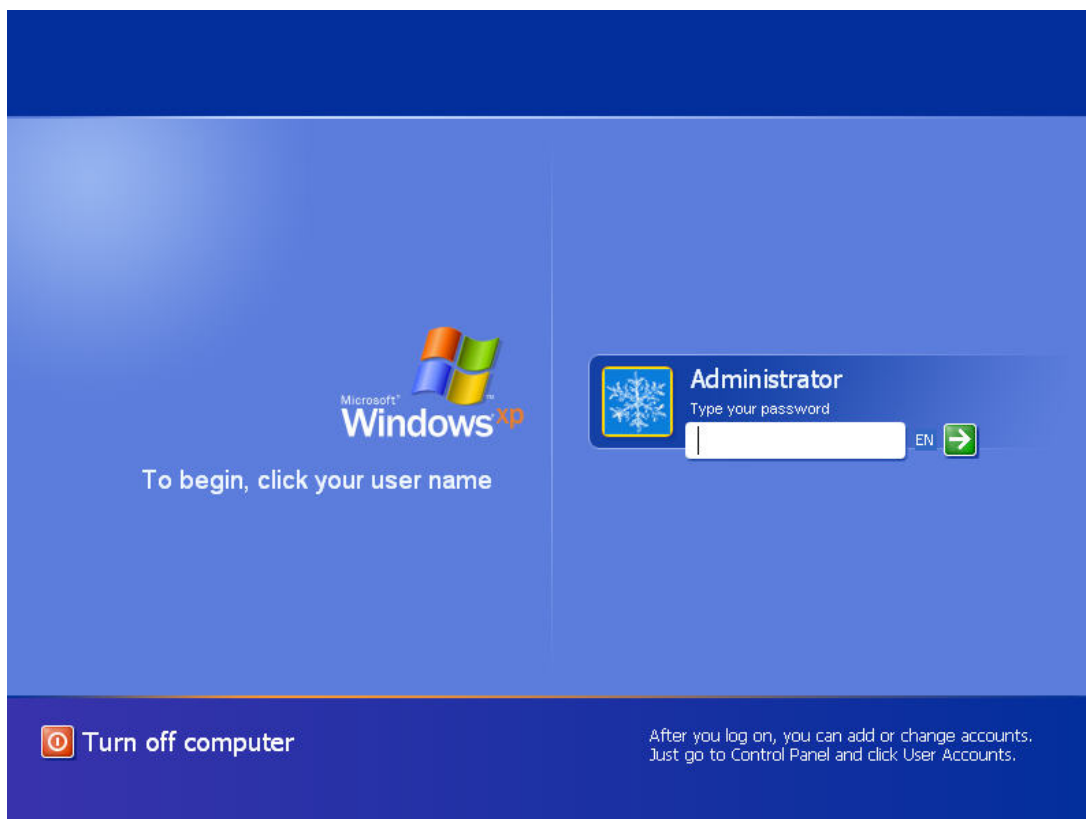 Microsoft®
Windows xp™
To begin, click your user name
Administrator
Type your password
EN
Turn off computer
After you log on, you can add or change accounts.
Just go to Control Panel and click User Accounts.